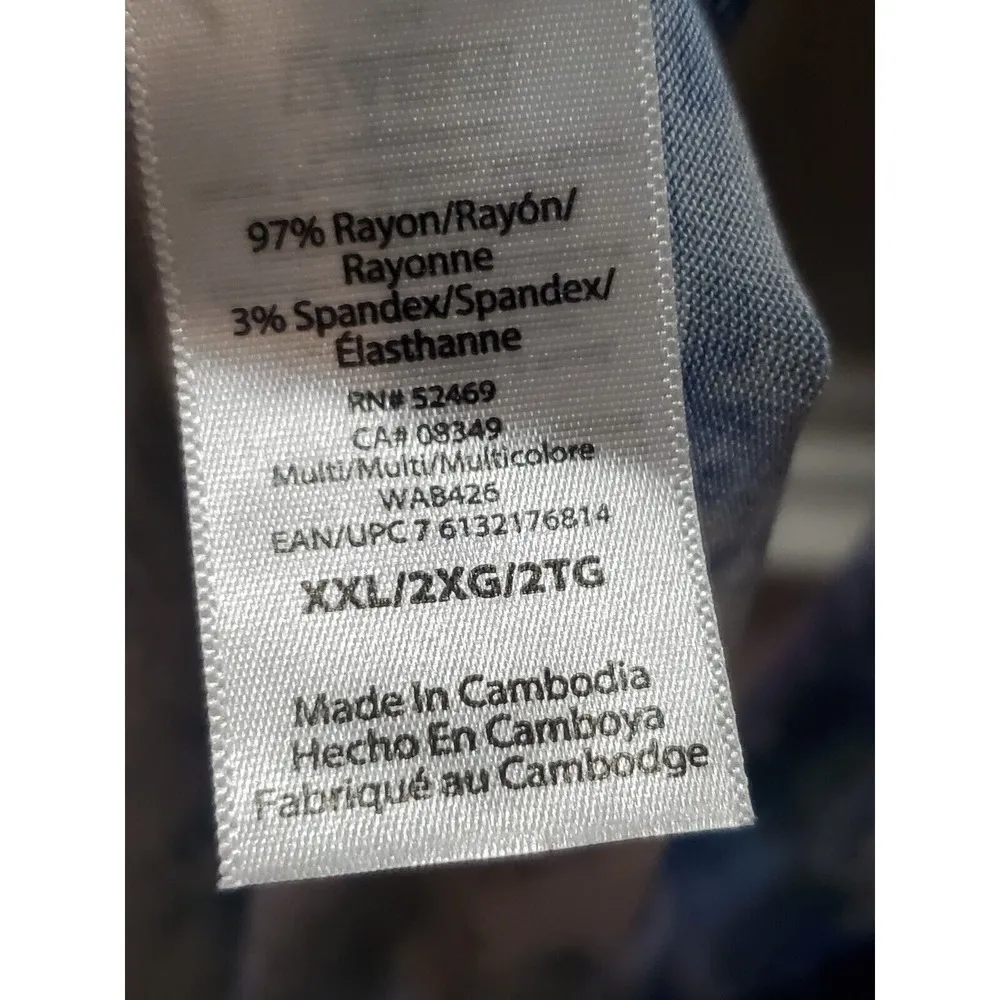 97% Rayon/Rayón/
Rayonne
3% Spandex/Spandex/
Élasthanne
RN# 52469
CA# 08349
Multi/Multi/Multicolore
WAB426
EAN/UPC 7 6132176814
XXL/2XG/2TG
Made In Cambodia
Hecho En Camboya
Fabriqué au Cambodge